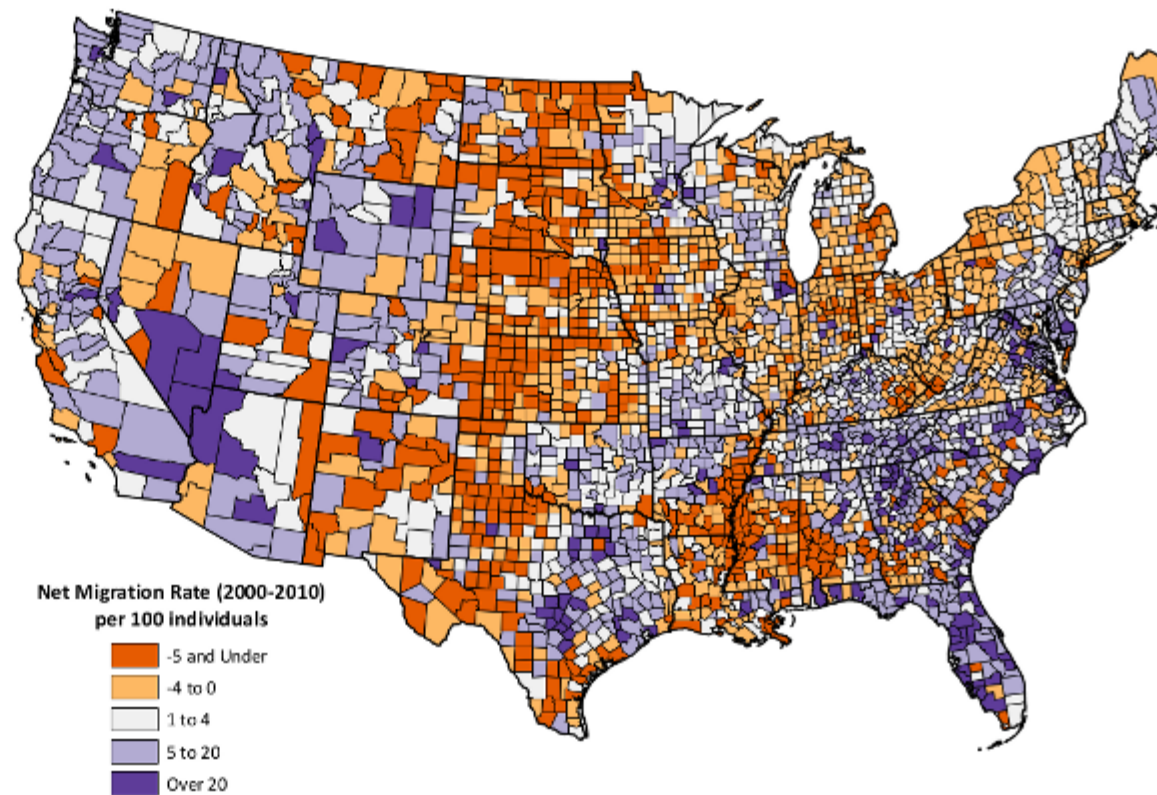 Net Migration Rate (2000-2010)
per 100 individuals
-5 and Under
-4 to 0
1 to 4
5 to 20
Over 20